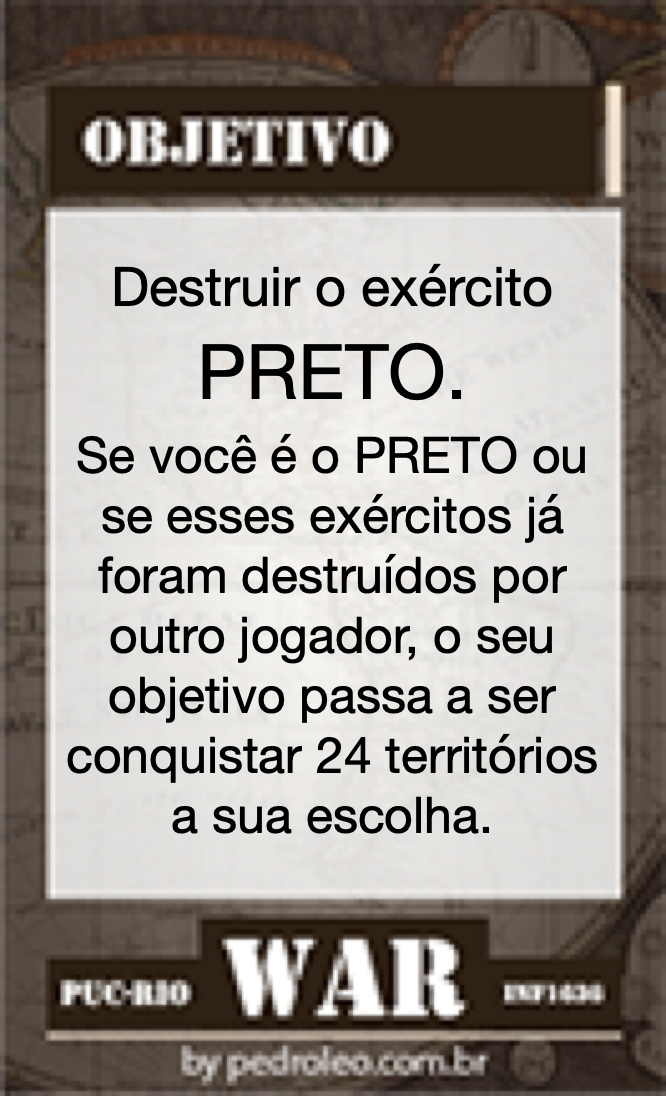 OBJETIVO
Destruir o exército
PRETO.
Se você é o PRETO ou
se esses exércitos já
foram destruídos por
outro jogador, o seu
objetivo passa a ser
conquistar 24 territórios
a sua escolha.
WAR
PUC-RIO INF1636
by pedroleo.com.br